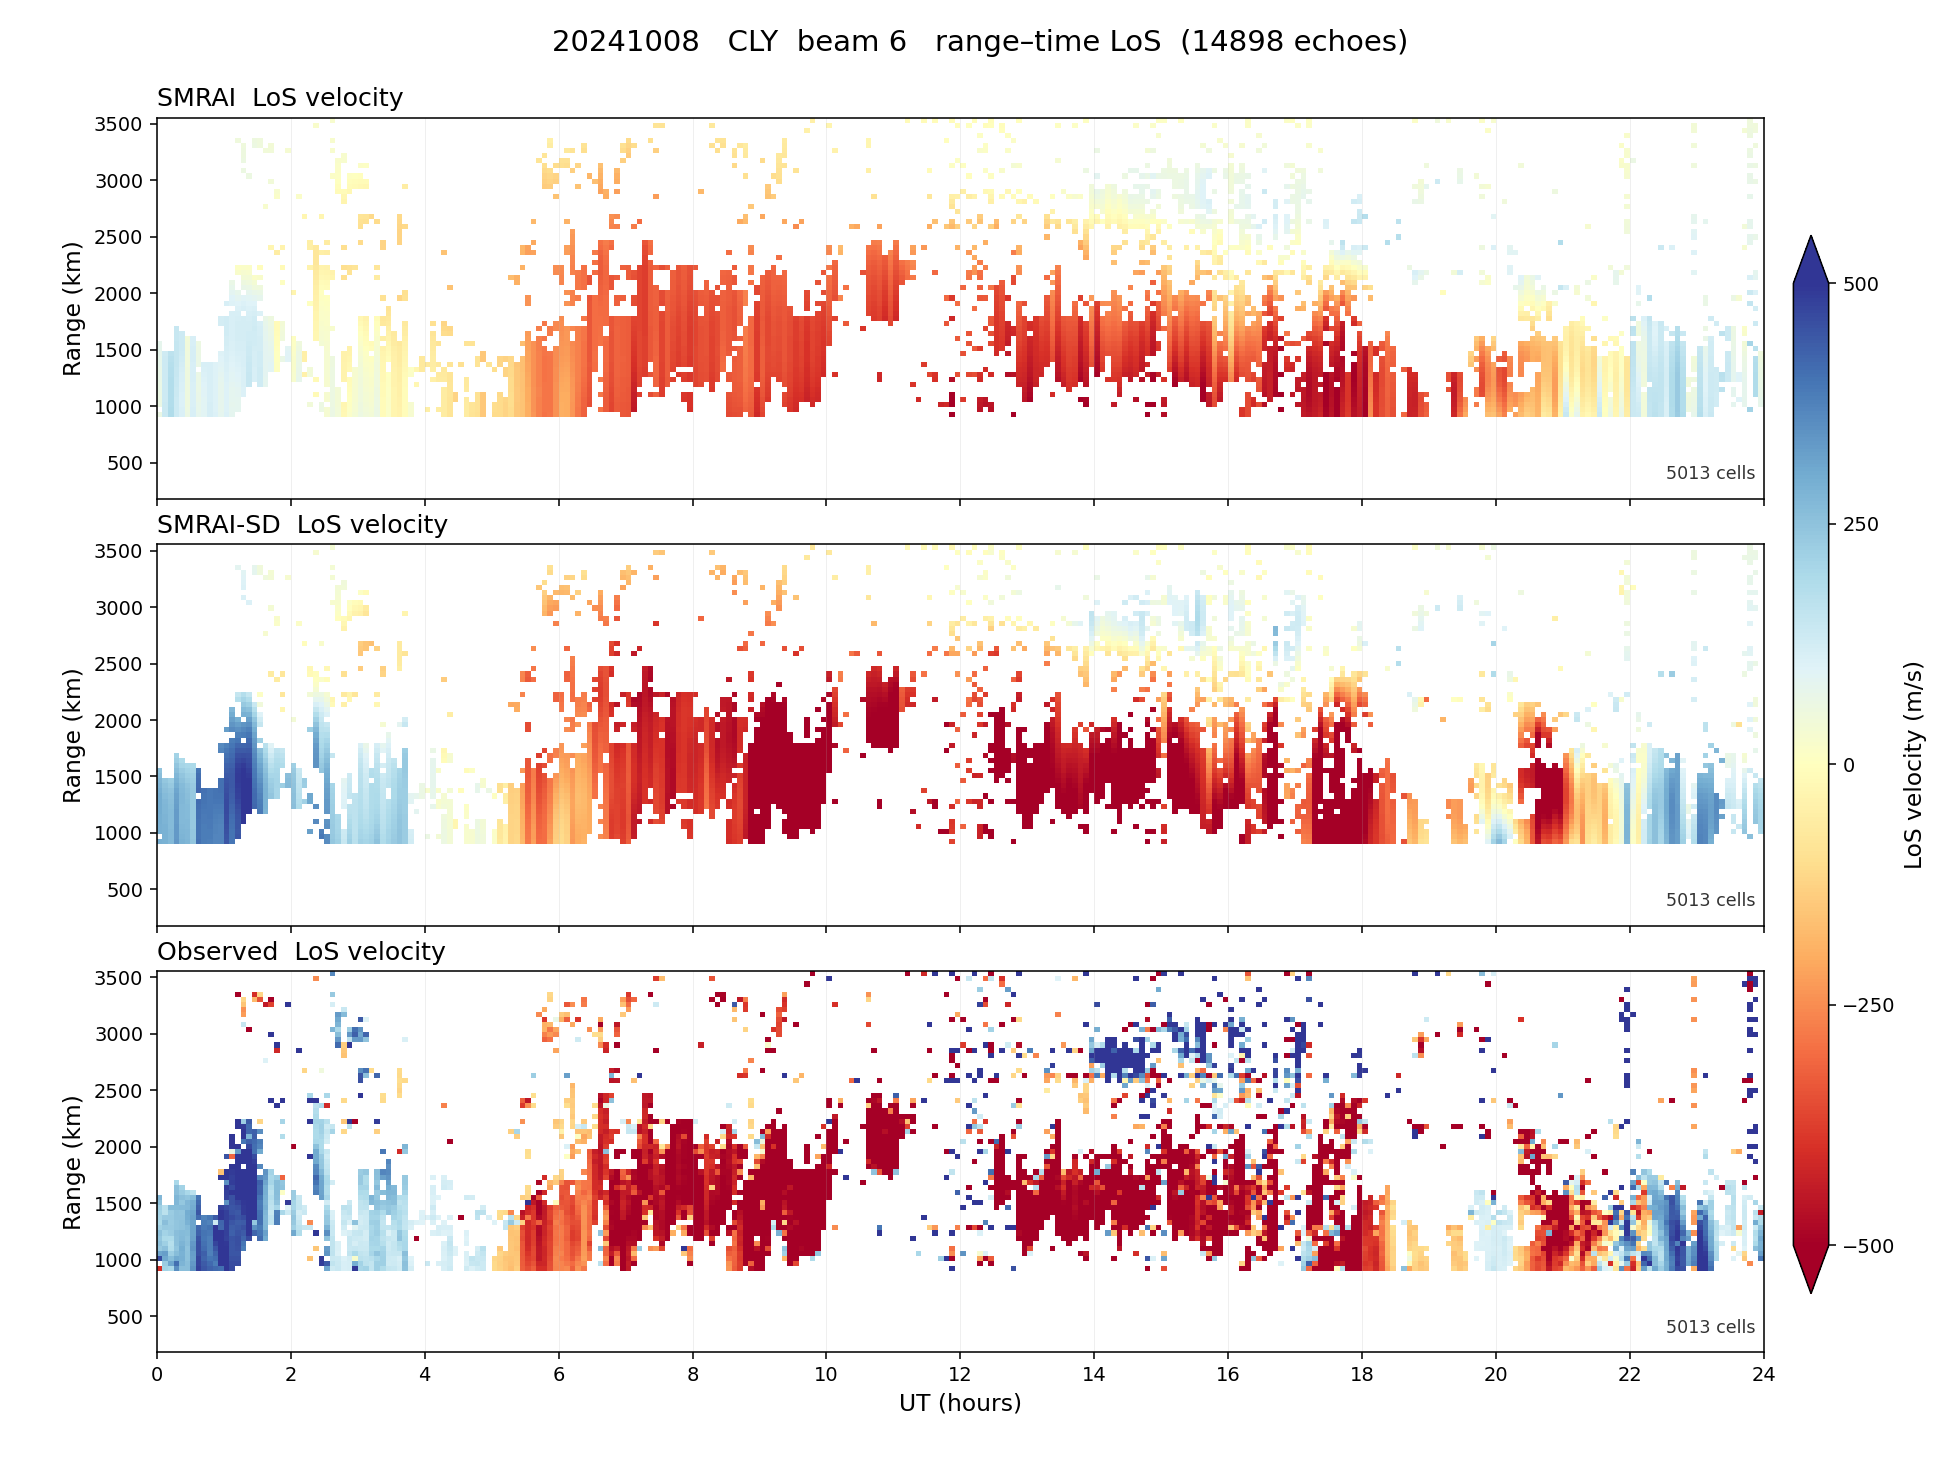 20241008   CLY  beam 6   range–time LoS  (14898 echoes)
SMRAI  LoS velocity
3500
3000
2500
2000
1500
1000
500
Range (km)
5013 cells
SMRAI-SD  LoS velocity
3500
3000
2500
2000
1500
1000
500
Range (km)
5013 cells
Observed  LoS velocity
3500
3000
2500
2000
1500
1000
500
Range (km)
5013 cells
0 2 4 6 8 10 12 14 16 18 20 22 24
UT (hours)
500
250
0
−250
−500
LoS velocity (m/s)